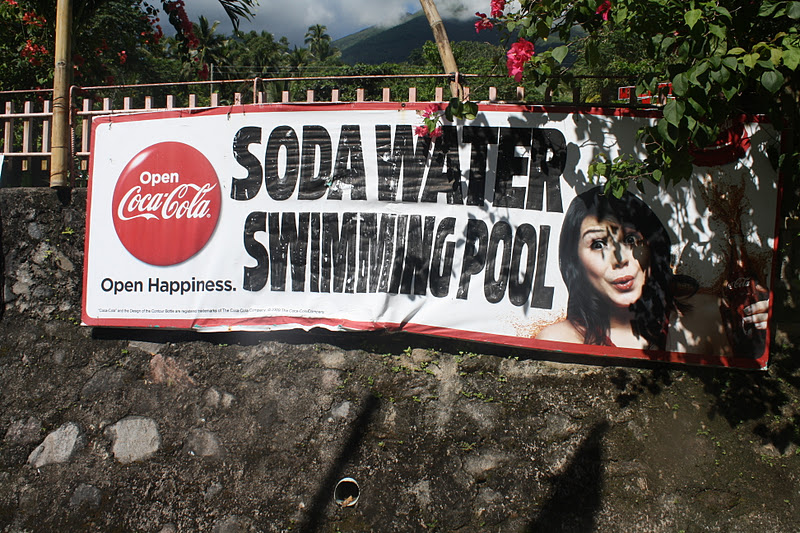 Open
Coca-Cola
SODA WATER
SWIMMING POOL
Open Happiness.